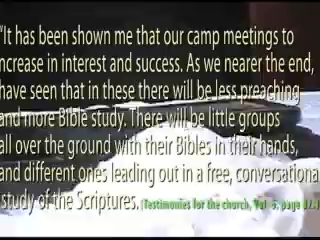 “It has been shown me that our camp meetings to
increase in interest and success. As we nearer the end,
have seen that in these there will be less preaching
and more Bible study. There will be little groups
all over the ground with their Bibles in their hands,
and different ones leading out in a free, conversationa
study of the Scriptures. (Testimonies for the church, Vol 6, page 87.